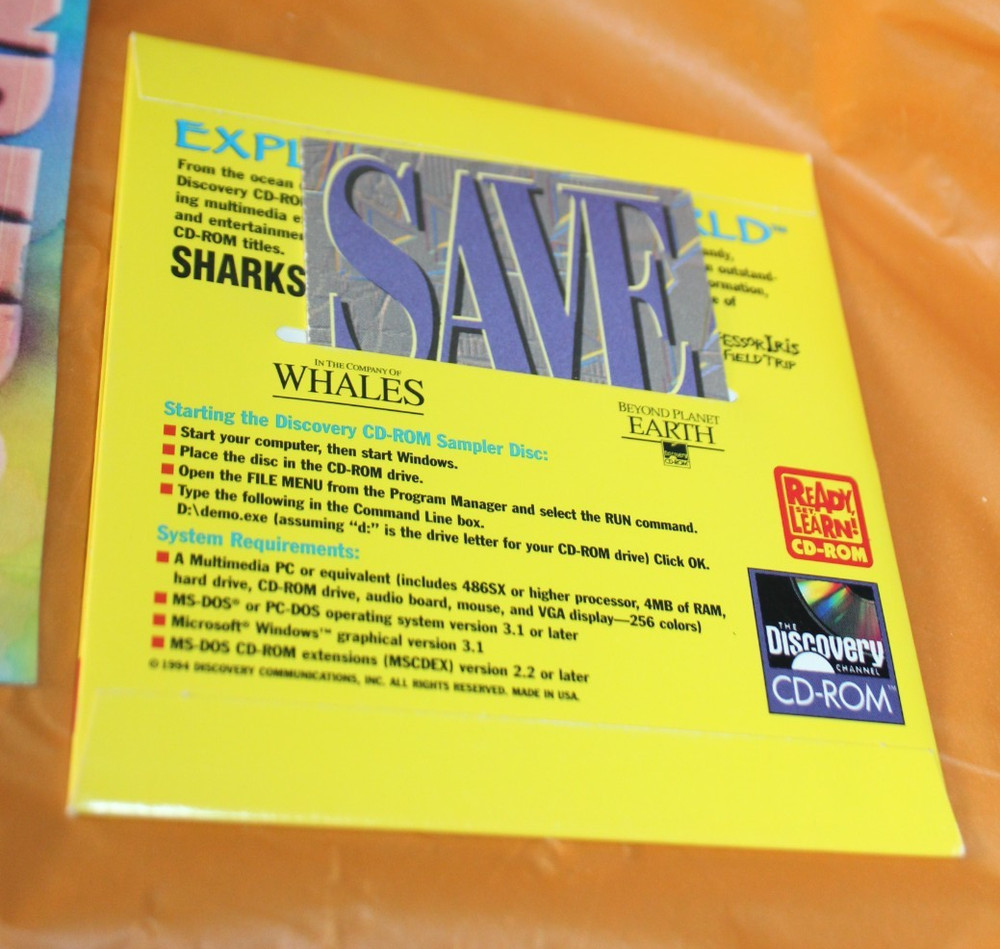 EXPL
RLD™
From the ocean
Discovery CD-RO
ing multimedia e
and entertainme
CD-ROM titles.
andy,
outstand-
ormation,
e of
SAVE
SHARKS
ESSOR IRIS
FIELD TRIP
IN THE COMPANY OF
WHALES
BEYOND PLANET
EARTH
Starting the Discovery CD-ROM Sampler Disc:
Start your computer, then start Windows.
Place the disc in the CD-ROM drive.
Open the FILE MENU from the Program Manager and select the RUN command.
Type the following in the Command Line box.
D:\demo.exe (assuming "d:" is the drive letter for your CD-ROM drive) Click OK.
System Requirements:
A Multimedia PC or equivalent (includes 486SX or higher processor, 4MB of RAM,
hard drive, CD-ROM drive, audio board, mouse, and VGA display—256 colors)
MS-DOS® or PC-DOS operating system version 3.1 or later
Microsoft® Windows™ graphical version 3.1
MS-DOS CD-ROM extensions (MSCDEX) version 2.2 or later
© 1994 DISCOVERY COMMUNICATIONS, INC. ALL RIGHTS RESERVED. MADE IN USA.
READY,
SET,
LEARN!
CD-ROM
THE
Discovery
CHANNEL
CD-ROM™